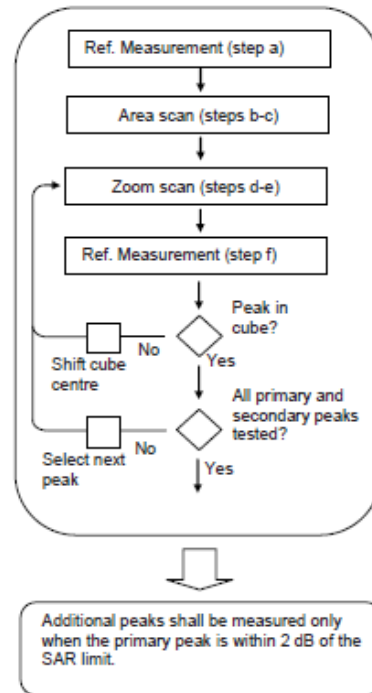 Ref. Measurement (step a)
Area scan (steps b-c)
Zoom scan (steps d-e)
Ref. Measurement (step f)
Peak in
cube?
No
Yes
Shift cube
centre
All primary and
secondary peaks
tested?
No
Yes
Select next
peak
Additional peaks shall be measured only
when the primary peak is within 2 dB of the
SAR limit.